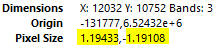 Dimensions X: 12032 Y: 10752 Bands: 3
Origin -131777,6.52432e+6
Pixel Size 1.19433,-1.19108